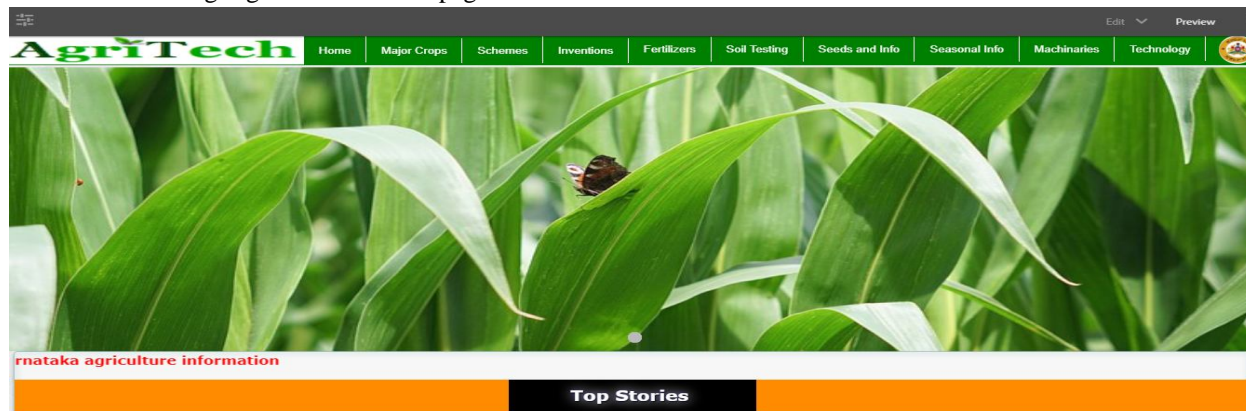 Edit Preview
AgriTech Home Major Crops Schemes Inventions Fertilizers Soil Testing Seeds and Info Seasonal Info Machinaries Technology
rnataka agriculture information
Top Stories